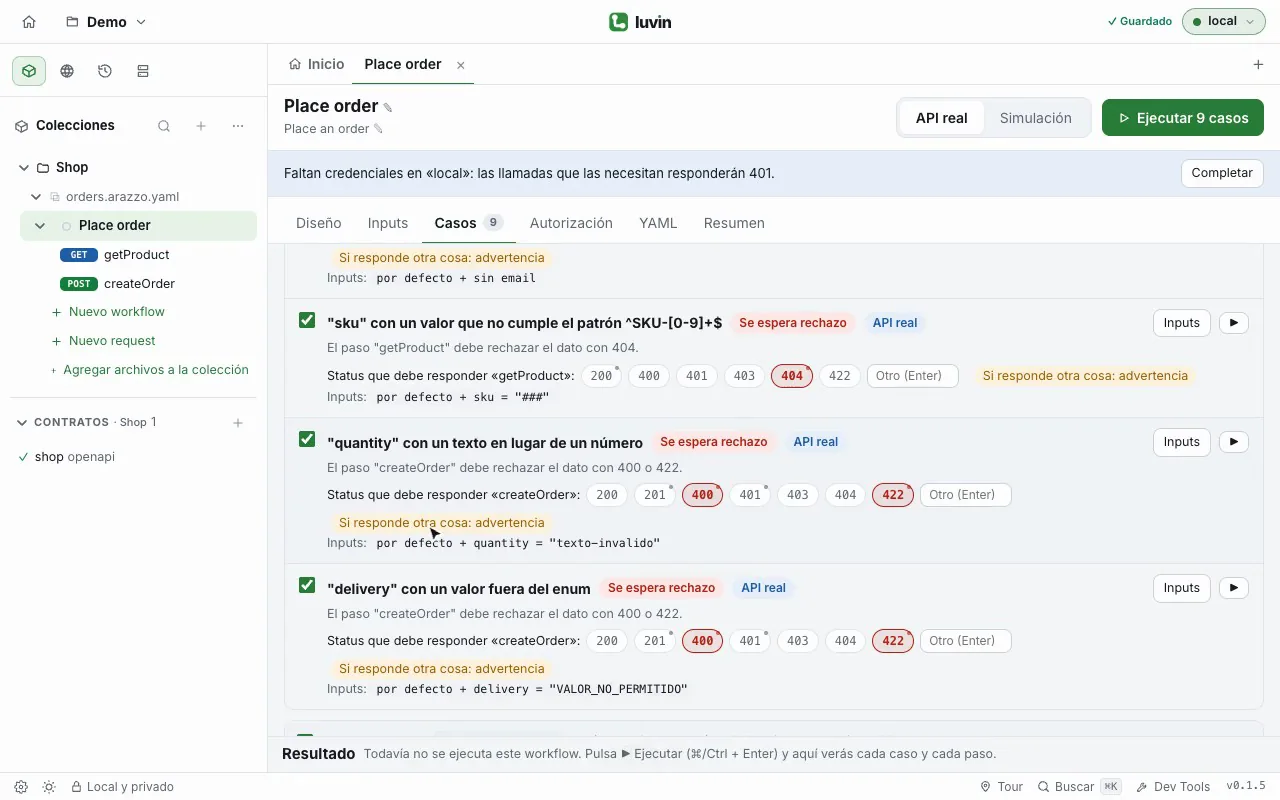 Demo
luvin
Guardado
local
Inicio
Place order
Colecciones
Place order
Place an order
API real
Simulación
Ejecutar 9 casos
Shop
Faltan credenciales en «local»: las llamadas que las necesitan responderán 401.
Completar
orders.arazzo.yaml
Place order
GET getProduct
POST createOrder
+ Nuevo workflow
+ Nuevo request
+ Agregar archivos a la colección
CONTRATOS · Shop 1
shop openapi
Diseño
Inputs
Casos 9
Autorización
YAML
Resumen
Si responde otra cosa: advertencia
Inputs: por defecto + sin email
"sku" con un valor que no cumple el patrón ^SKU-[0-9]+$ Se espera rechazo API real Inputs
El paso "getProduct" debe rechazar el dato con 404.
Status que debe responder «getProduct»: 200 400 401 403 404 422 Otro (Enter) Si responde otra cosa: advertencia
Inputs: por defecto + sku = "###"
"quantity" con un texto en lugar de un número Se espera rechazo API real Inputs
El paso "createOrder" debe rechazar el dato con 400 o 422.
Status que debe responder «createOrder»: 200 201 400 401 403 404 422 Otro (Enter)
Si responde otra cosa: advertencia
Inputs: por defecto + quantity = "texto-invalido"
"delivery" con un valor fuera del enum Se espera rechazo API real Inputs
El paso "createOrder" debe rechazar el dato con 400 o 422.
Status que debe responder «createOrder»: 200 201 400 401 403 404 422 Otro (Enter)
Si responde otra cosa: advertencia
Inputs: por defecto + delivery = "VALOR_NO_PERMITIDO"
Resultado Todavía no se ejecuta este workflow. Pulsa ▶ Ejecutar (⌘/Ctrl + Enter) y aquí verás cada caso y cada paso.
Local y privado
Tour
Buscar ⌘K
Dev Tools
v0.1.5